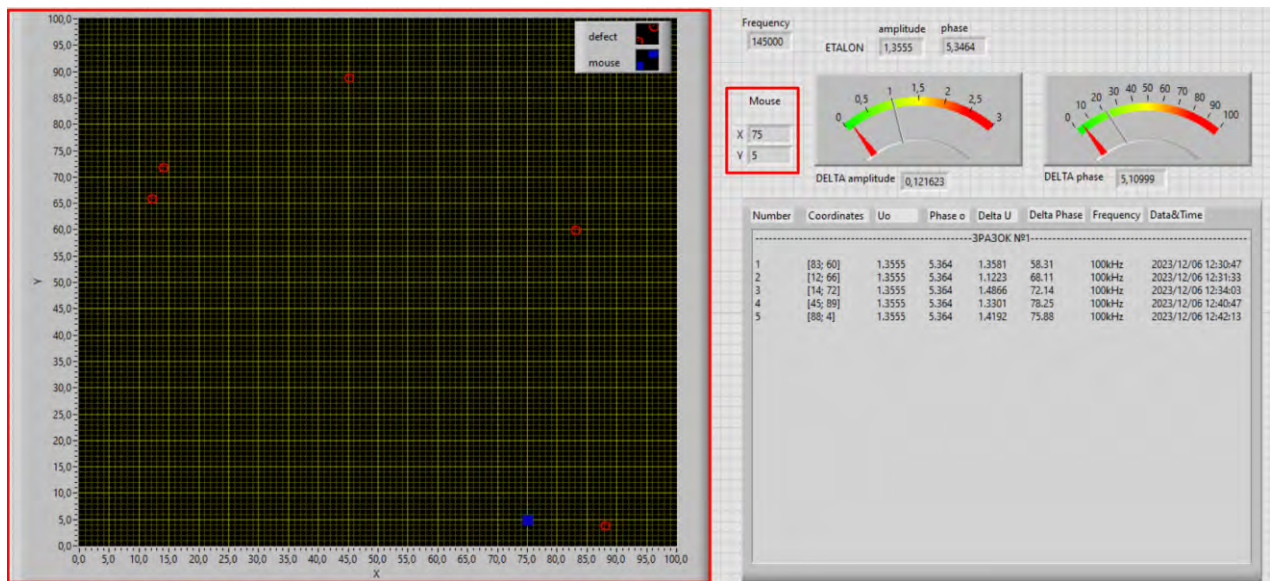 defect
mouse
100,0
95,0
90,0
85,0
80,0
75,0
70,0
65,0
60,0
55,0
50,0
45,0
40,0
35,0
30,0
25,0
20,0
15,0
10,0
5,0
0,0
Y
0,0 5,0 10,0 15,0 20,0 25,0 30,0 35,0 40,0 45,0 50,0 55,0 60,0 65,0 70,0 75,0 80,0 85,0 90,0 95,0 100,0
X
Frequency
145000
amplitude phase
ETALON 1,3555 5,3464
Mouse
X 75
Y 5
0 0,5 1 1,5 2 2,5 3
DELTA amplitude 0,121623
0 10 20 30 40 50 60 70 80 90 100
DELTA phase 5,10999
Number Coordinates Uo Phase o Delta U Delta Phase Frequency Data&Time
ЗРАЗОК №1
1 [83; 60] 1.3555 5.364 1.3581 58.31 100kHz 2023/12/06 12:30:47
2 [12; 66] 1.3555 5.364 1.1223 68.11 100kHz 2023/12/06 12:31:33
3 [14; 72] 1.3555 5.364 1.4866 72.14 100kHz 2023/12/06 12:34:03
4 [45; 89] 1.3555 5.364 1.3301 78.25 100kHz 2023/12/06 12:40:47
5 [88; 4] 1.3555 5.364 1.4192 75.88 100kHz 2023/12/06 12:42:13